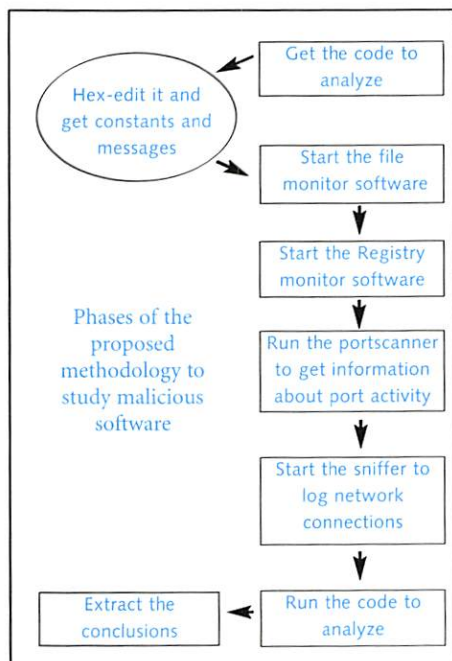 Get the code to
analyze
Hex-edit it and
get constants and
messages
Start the file
monitor software
Start the Registry
monitor software
Phases of the
proposed
methodology to
study malicious
software
Run the portscanner
to get information
about port activity
Start the sniffer to
log network
connections
Run the code to
analyze
Extract the
conclusions